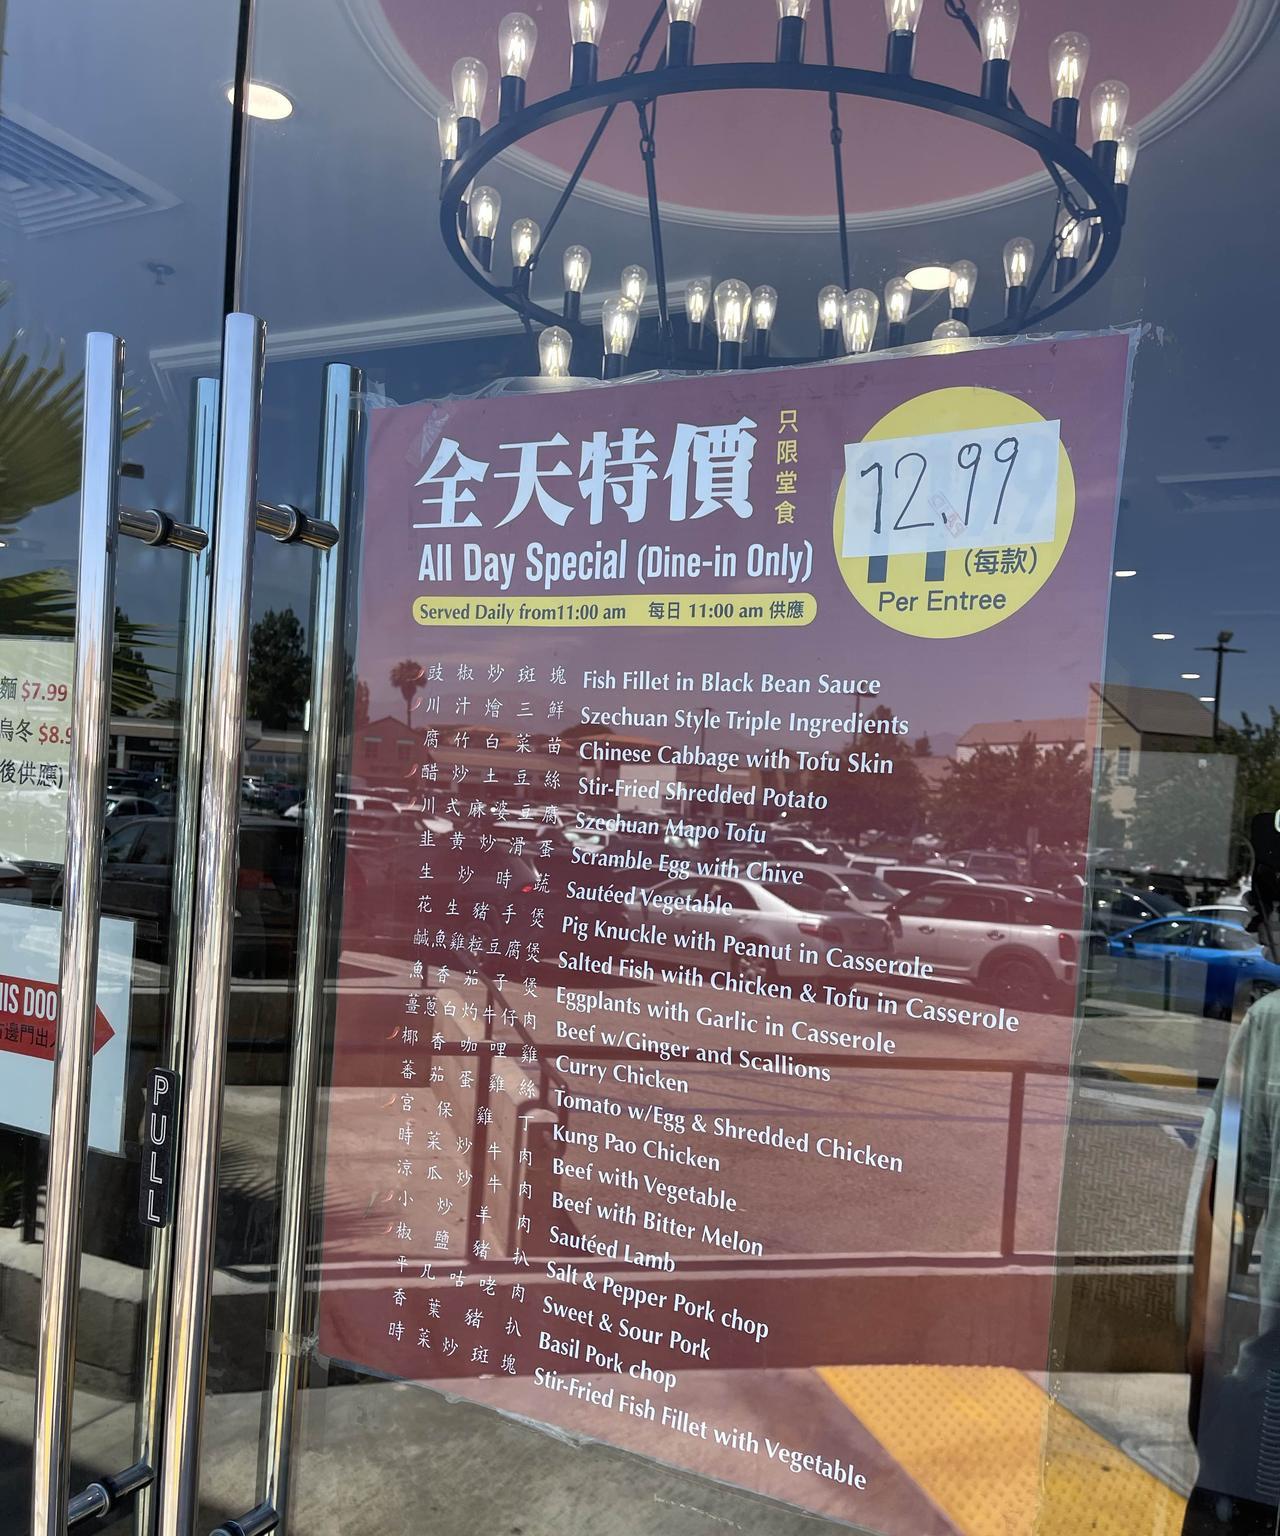 全天特價
只限堂食
12.99
(每款)
Per Entree
All Day Special (Dine-in Only)
Served Daily from11:00 am 每日 11:00 am 供應
豉椒炒斑塊 Fish Fillet in Black Bean Sauce
川汁燴三鮮 Szechuan Style Triple Ingredients
腐竹白菜苗 Chinese Cabbage with Tofu Skin
醋炒土豆絲 Stir-Fried Shredded Potato
川式麻婆豆腐 Szechuan Mapo Tofu
韭黄炒滑蛋 Scramble Egg with Chive
生炒時蔬 Sautéed Vegetable
花生豬手煲 Pig Knuckle with Peanut in Casserole
鹹魚雞粒豆腐煲 Salted Fish with Chicken & Tofu in Casserole
魚香茄子煲 Eggplants with Garlic in Casserole
薑蔥白灼牛仔肉 Beef w/Ginger and Scallions
椰香咖哩雞 Curry Chicken
蕃茄蛋雞絲 Tomato w/Egg & Shredded Chicken
宮保雞丁 Kung Pao Chicken
時菜炒牛肉 Beef with Vegetable
涼瓜炒牛肉 Beef with Bitter Melon
小炒羊肉 Sautéed Lamb
椒鹽豬扒 Salt & Pepper Pork chop
平凡咕咾肉 Sweet & Sour Pork
香葉豬扒 Basil Pork chop
時菜炒斑塊 Stir-Fried Fish Fillet with Vegetable
麵 $7.99
烏冬
後供應)
PULL